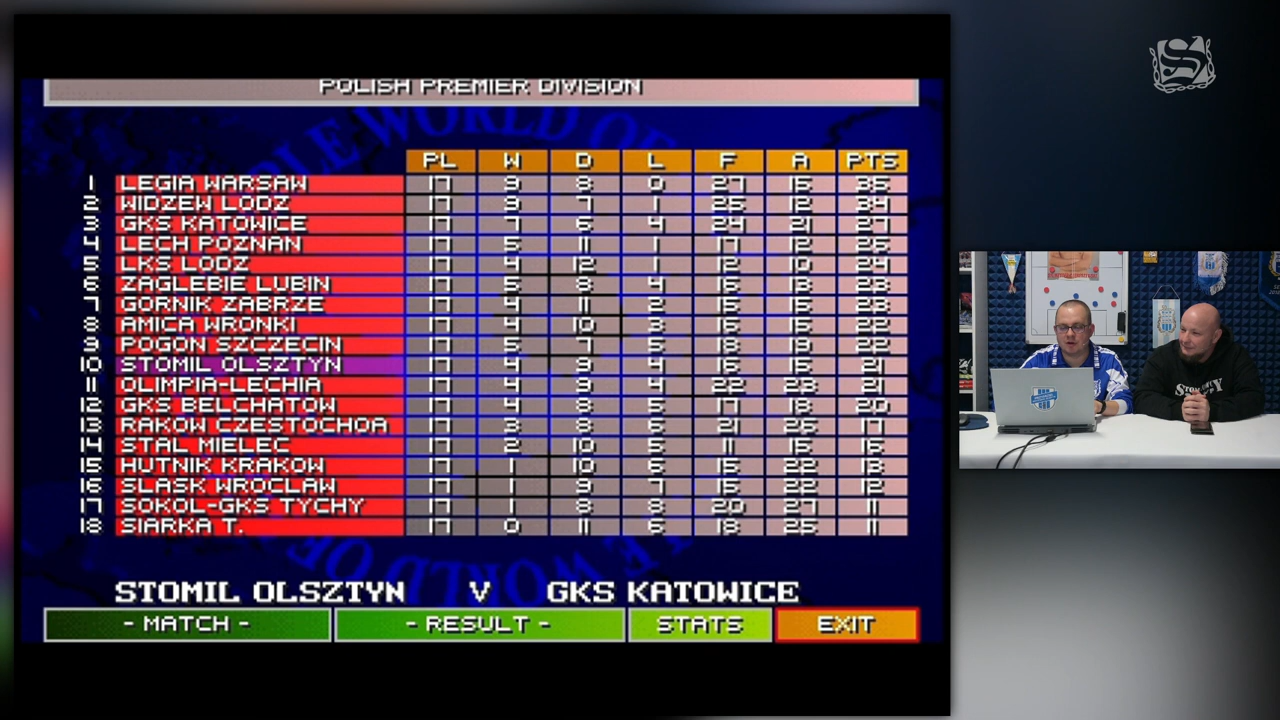 POLISH PREMIER DIVISION
PL W D L F A PTS
1 LEGIA WARSAW 17 9 8 0 27 15 35
2 WIDZEW LODZ 17 9 7 1 25 12 34
3 GKS KATOWICE 17 7 6 4 24 21 27
4 LECH POZNAN 17 5 11 1 17 12 26
5 LKS LODZ 17 4 12 1 12 10 24
6 ZAGLEBIE LUBIN 17 5 8 4 16 13 23
7 GORNIK ZABRZE 17 4 11 2 15 15 23
8 AMICA WRONKI 17 4 10 3 16 15 22
9 POGON SZCZECIN 17 5 7 5 18 19 22
10 STOMIL OLSZTYN 17 4 9 4 16 15 21
11 OLIMPIA-LECHIA 17 4 9 4 22 23 21
12 GKS BELCHATOW 17 4 8 5 17 18 20
13 RAKOW CZESTOCHOA 17 3 8 6 21 26 17
14 STAL MIELEC 17 2 10 5 11 15 16
15 HUTNIK KRAKOW 17 1 10 6 15 22 13
16 SLASK WROCLAW 17 1 9 7 15 22 12
17 SOKOL-GKS TYCHY 17 1 8 8 20 27 11
18 SIARKA T. 17 0 11 6 18 25 11
STOMIL OLSZTYN V GKS KATOWICE
- MATCH - - RESULT - STATS EXIT